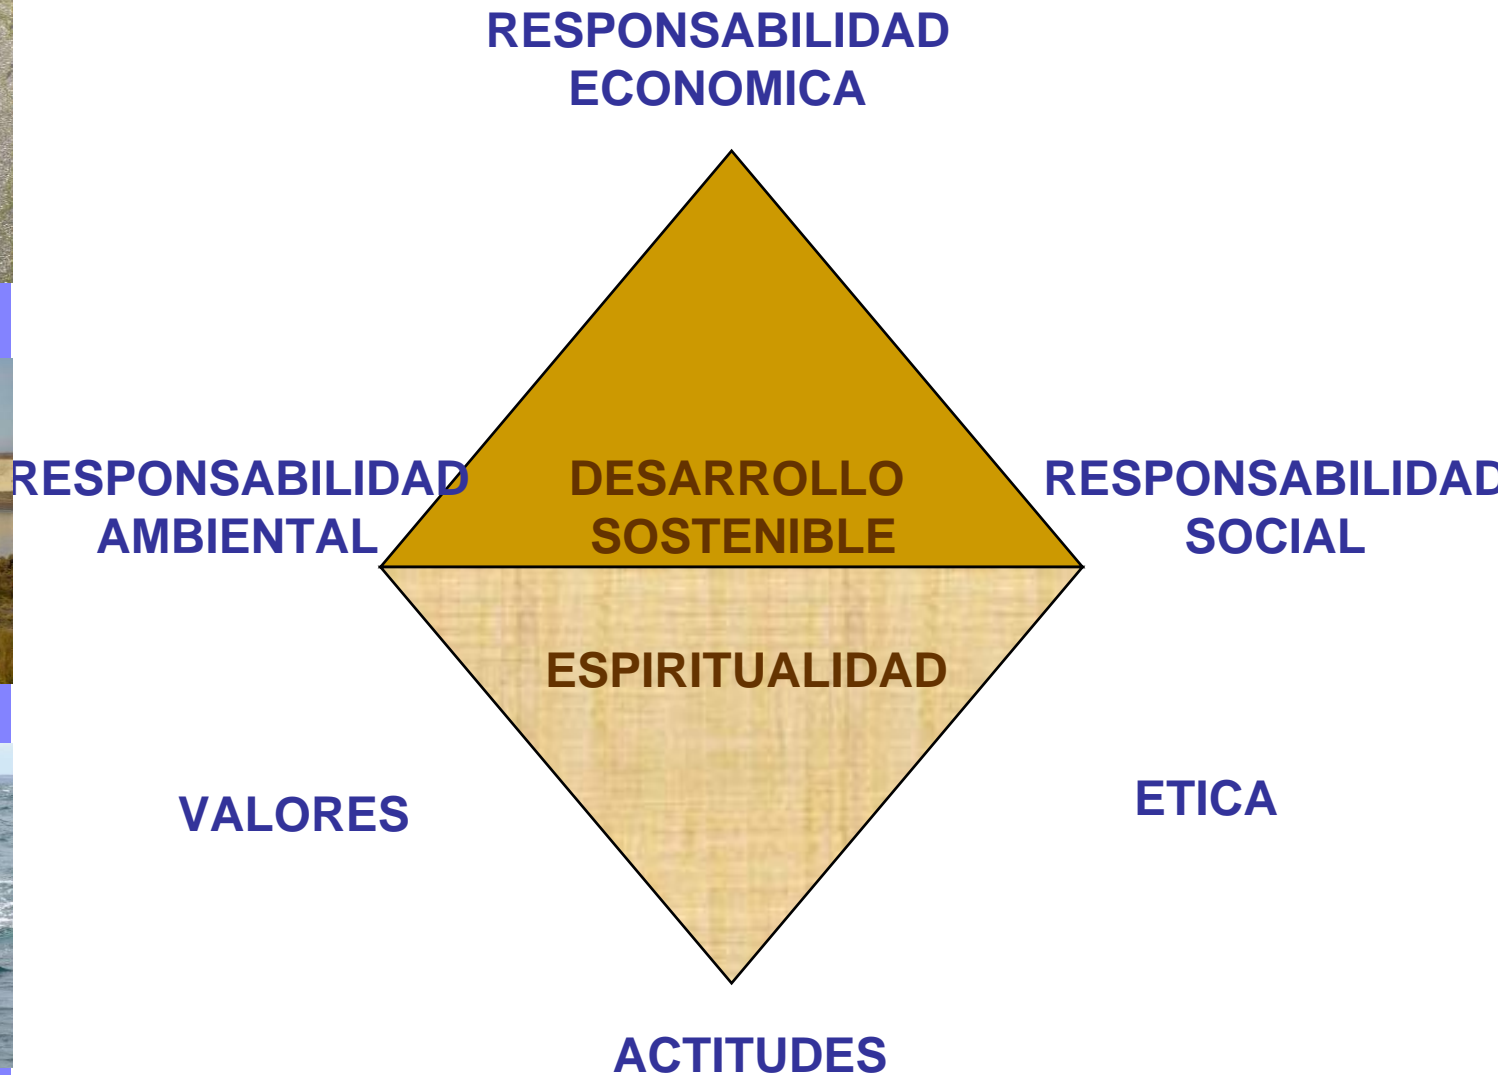 RESPONSABILIDAD
ECONOMICA
RESPONSABILIDAD
AMBIENTAL
DESARROLLO
SOSTENIBLE
RESPONSABILIDAD
SOCIAL
ESPIRITUALIDAD
VALORES
ETICA
ACTITUDES